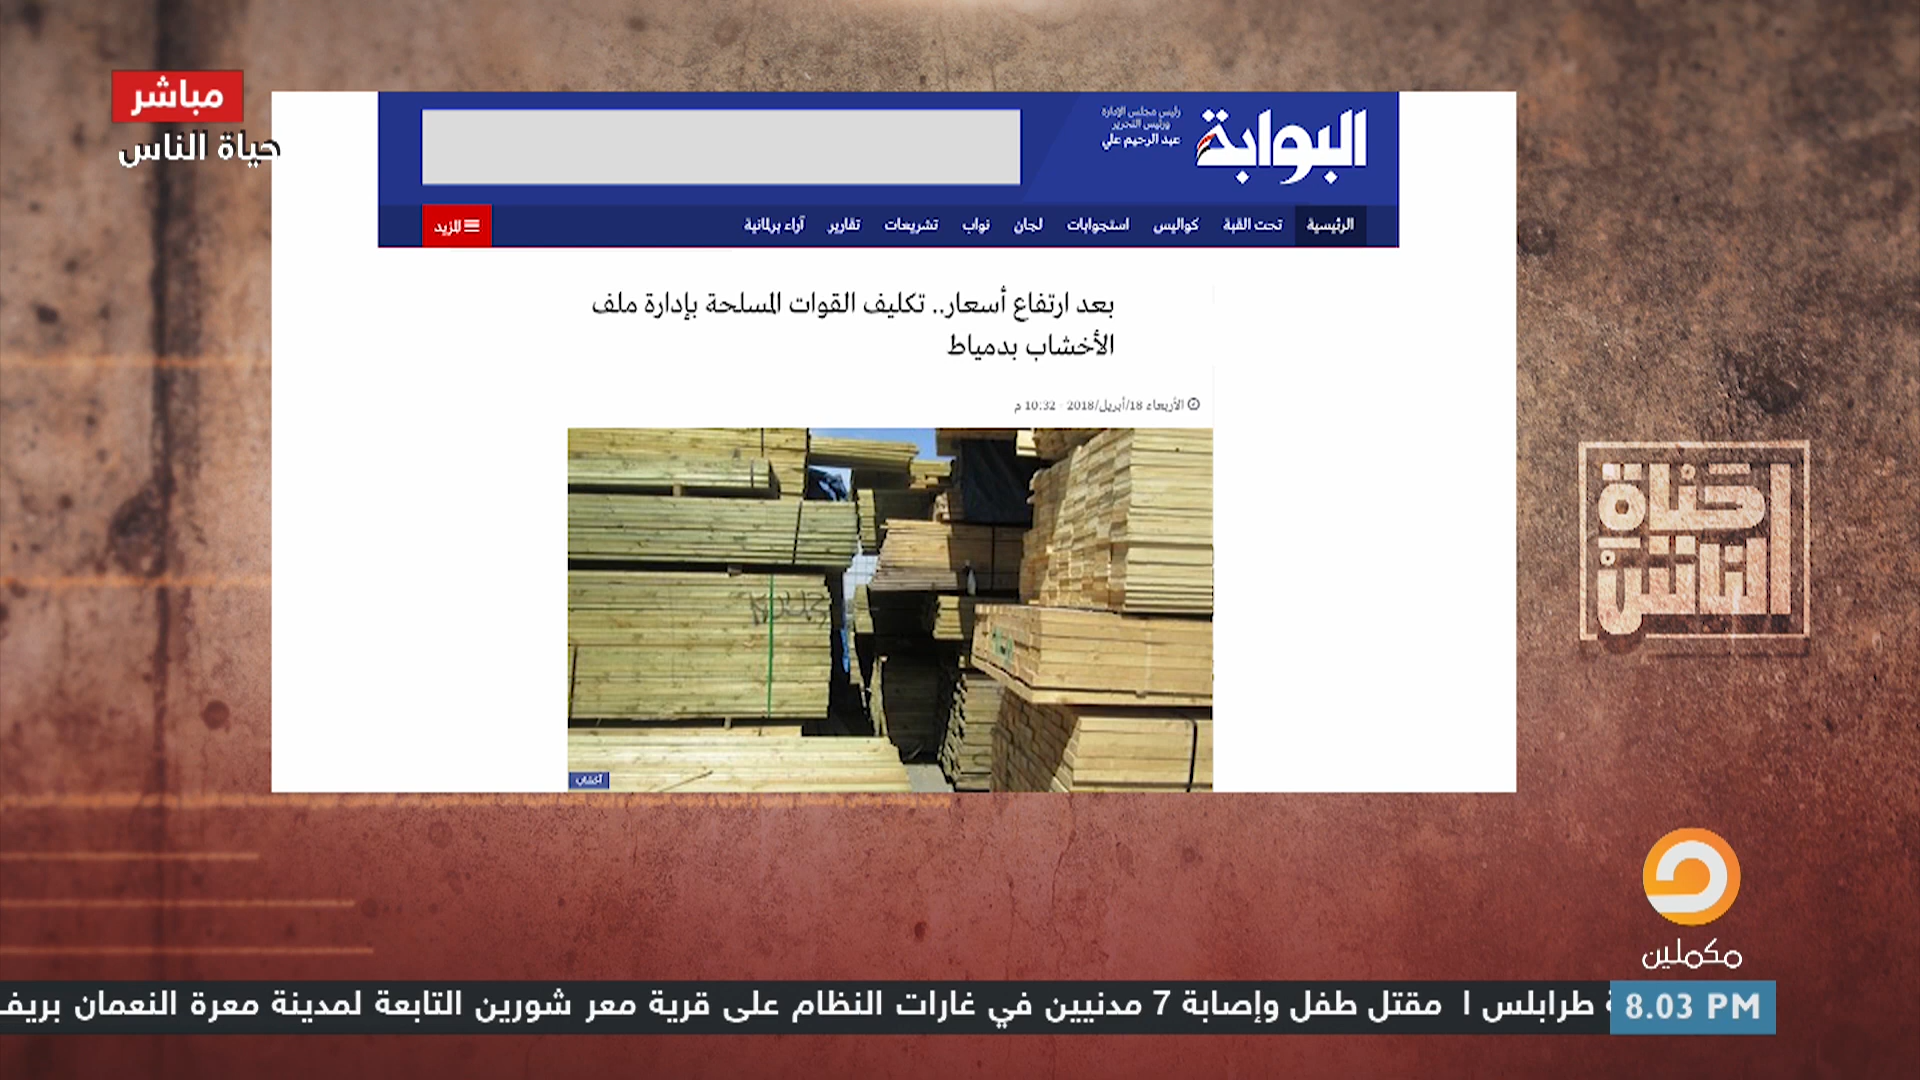 مباشر
حياة الناس
البوابة
رئيس مجلس الإدارة
ورئيس التحرير
عبد الرحيم علي
الرئيسية تحت القبة كواليس استجوابات لجان نواب تشريعات تقارير آراء برلمانية المزيد
بعد ارتفاع أسعار.. تكليف القوات المسلحة بإدارة ملف
الأخشاب بدمياط
الأربعاء 18/أبريل/2018 - 10:32 م
أخشاب
حياة
الناس
مكملين
8.03 PM
ة طرابلس ا مقتل طفل وإصابة 7 مدنيين في غارات النظام على قرية معر شورين التابعة لمدينة معرة النعمان بريف